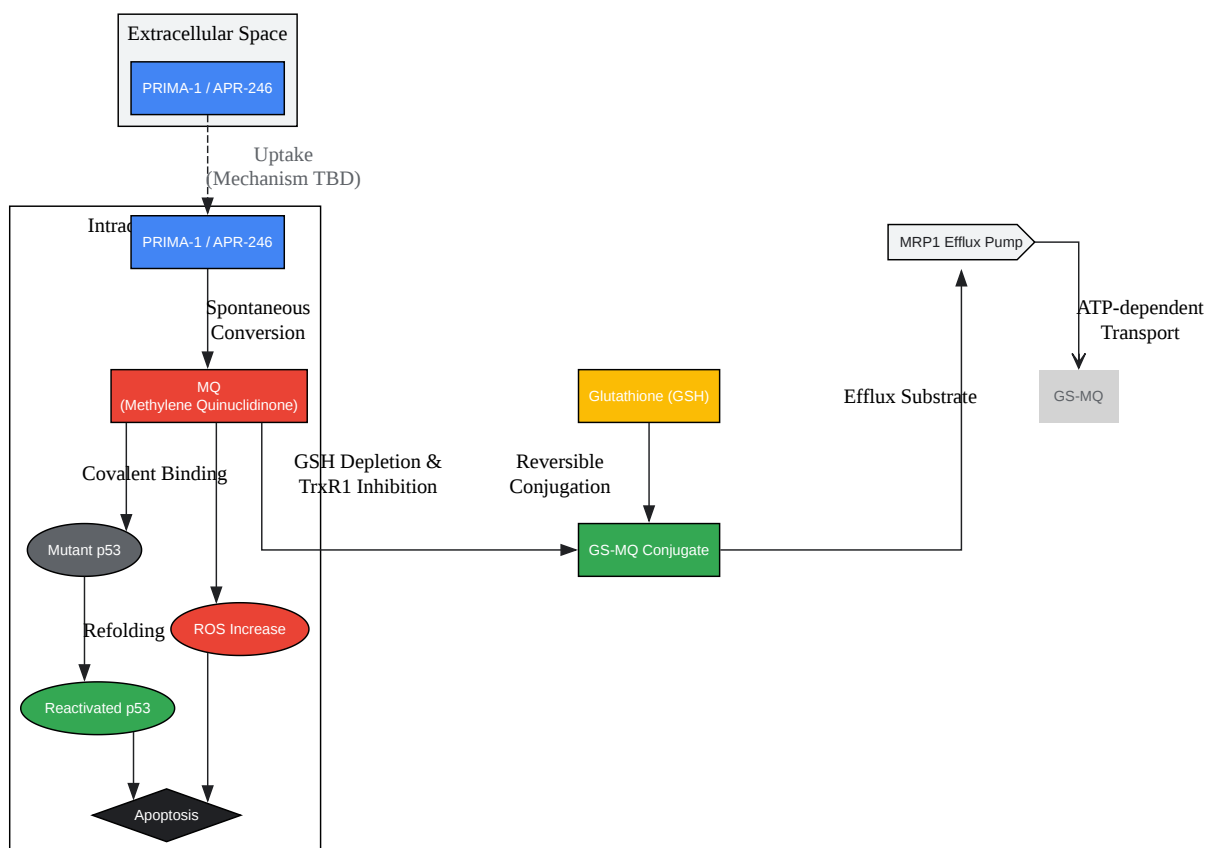 Extracellular Space
PRIMA-1 / APR-246
Uptake
(Mechanism TBD)
PRIMA-1 / APR-246
MRP1 Efflux Pump
Spontaneous
Conversion
ATP-dependent
Transport
MQ
(Methylene Quinuclidinone)
Glutathione (GSH)
Efflux Substrate
GS-MQ
Covalent Binding
GSH Depletion &
TrxR1 Inhibition
Reversible
Conjugation
Mutant p53
GS-MQ Conjugate
Refolding
ROS Increase
Reactivated p53
Apoptosis